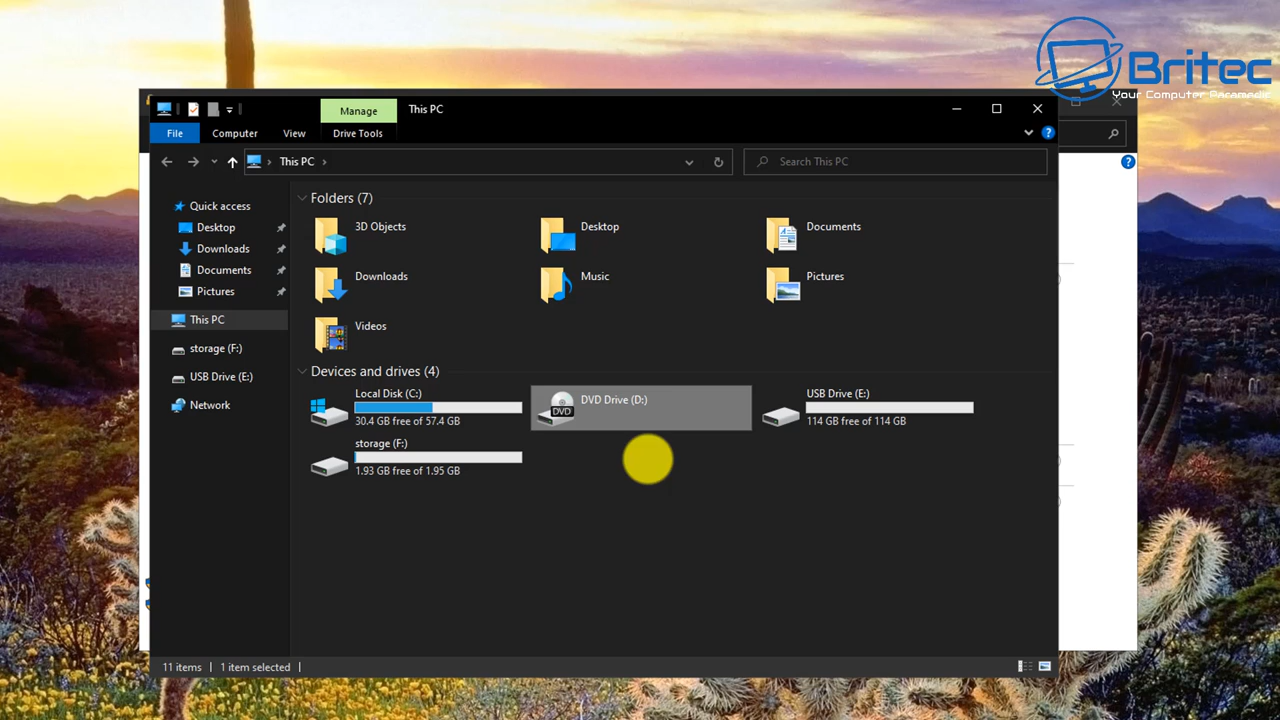 Britec
Your Computer Paramedic
Manage
This PC
File
Computer
View
Drive Tools
This PC
Search This PC
Quick access
Desktop
Downloads
Documents
Pictures
This PC
storage (F:)
USB Drive (E:)
Network
Folders (7)
3D Objects
Desktop
Documents
Downloads
Music
Pictures
Videos
Devices and drives (4)
Local Disk (C:)
30.4 GB free of 57.4 GB
DVD
DVD Drive (D:)
USB Drive (E:)
114 GB free of 114 GB
storage (F:)
1.93 GB free of 1.95 GB
11 items
1 item selected